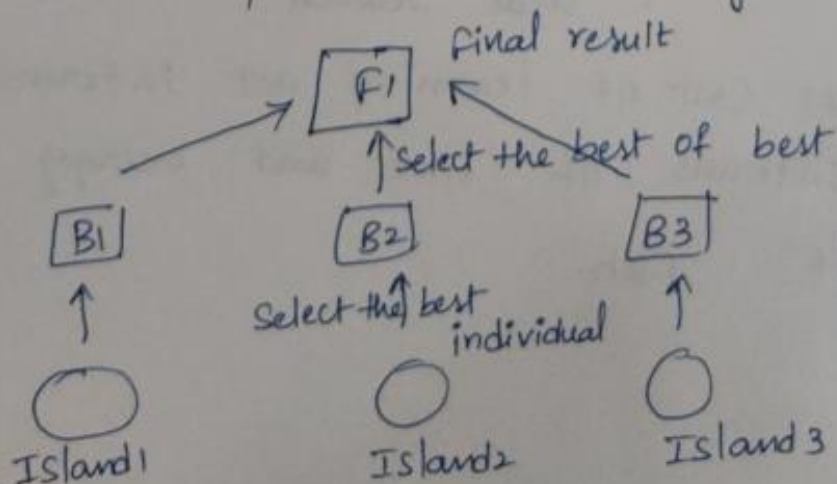 final result
F1
Select the best of best
B1
B2
B3
Select the best
individual
Island1
Island2
Island3